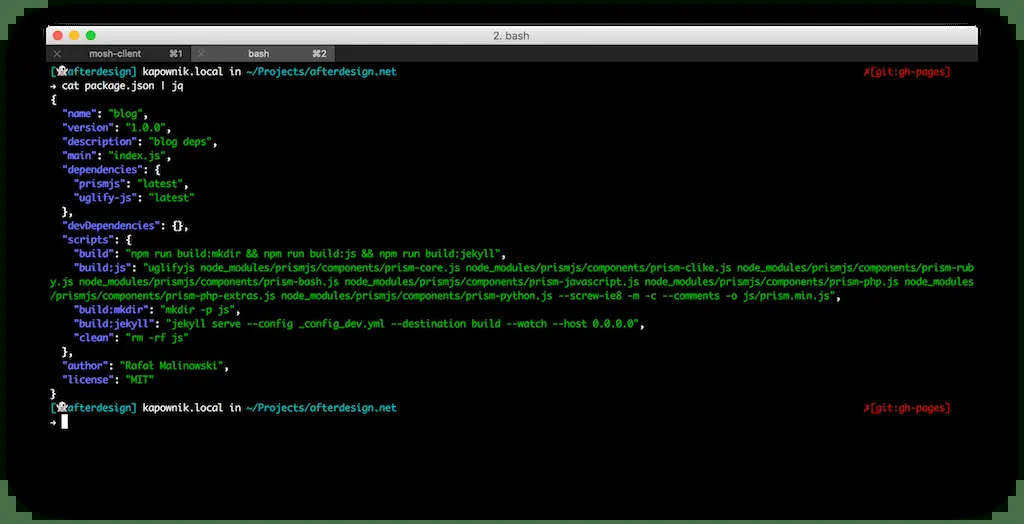 2. bash
mosh-client ⌘1 bash ⌘2
afterdesign] kapownik.local in ~/Projects/afterdesign.net ✗[git:gh-pages]
→ cat package.json | jq
{
"name": "blog",
"version": "1.0.0",
"description": "blog deps",
"main": "index.js",
"dependencies": {
"prismjs": "latest",
"uglify-js": "latest"
},
"devDependencies": {},
"scripts": {
"build": "npm run build:mkdir && npm run build:js && npm run build:jekyll",
"build:js": "uglifyjs node_modules/prismjs/components/prism-core.js node_modules/prismjs/components/prism-clike.js node_modules/prismjs/components/prism-rub
y.js node_modules/prismjs/components/prism-bash.js node_modules/prismjs/components/prism-javascript.js node_modules/prismjs/components/prism-php.js node_modules
/prismjs/components/prism-php-extras.js node_modules/prismjs/components/prism-python.js --screw-ie8 -m -c --comments -o js/prism.min.js",
"build:mkdir": "mkdir -p js",
"build:jekyll": "jekyll serve --config _config_dev.yml --destination build --watch --host 0.0.0.0",
"clean": "rm -rf js"
},
"author": "Rafał Malinowski",
"license": "MIT"
}
afterdesign] kapownik.local in ~/Projects/afterdesign.net ✗[git:gh-pages]
→